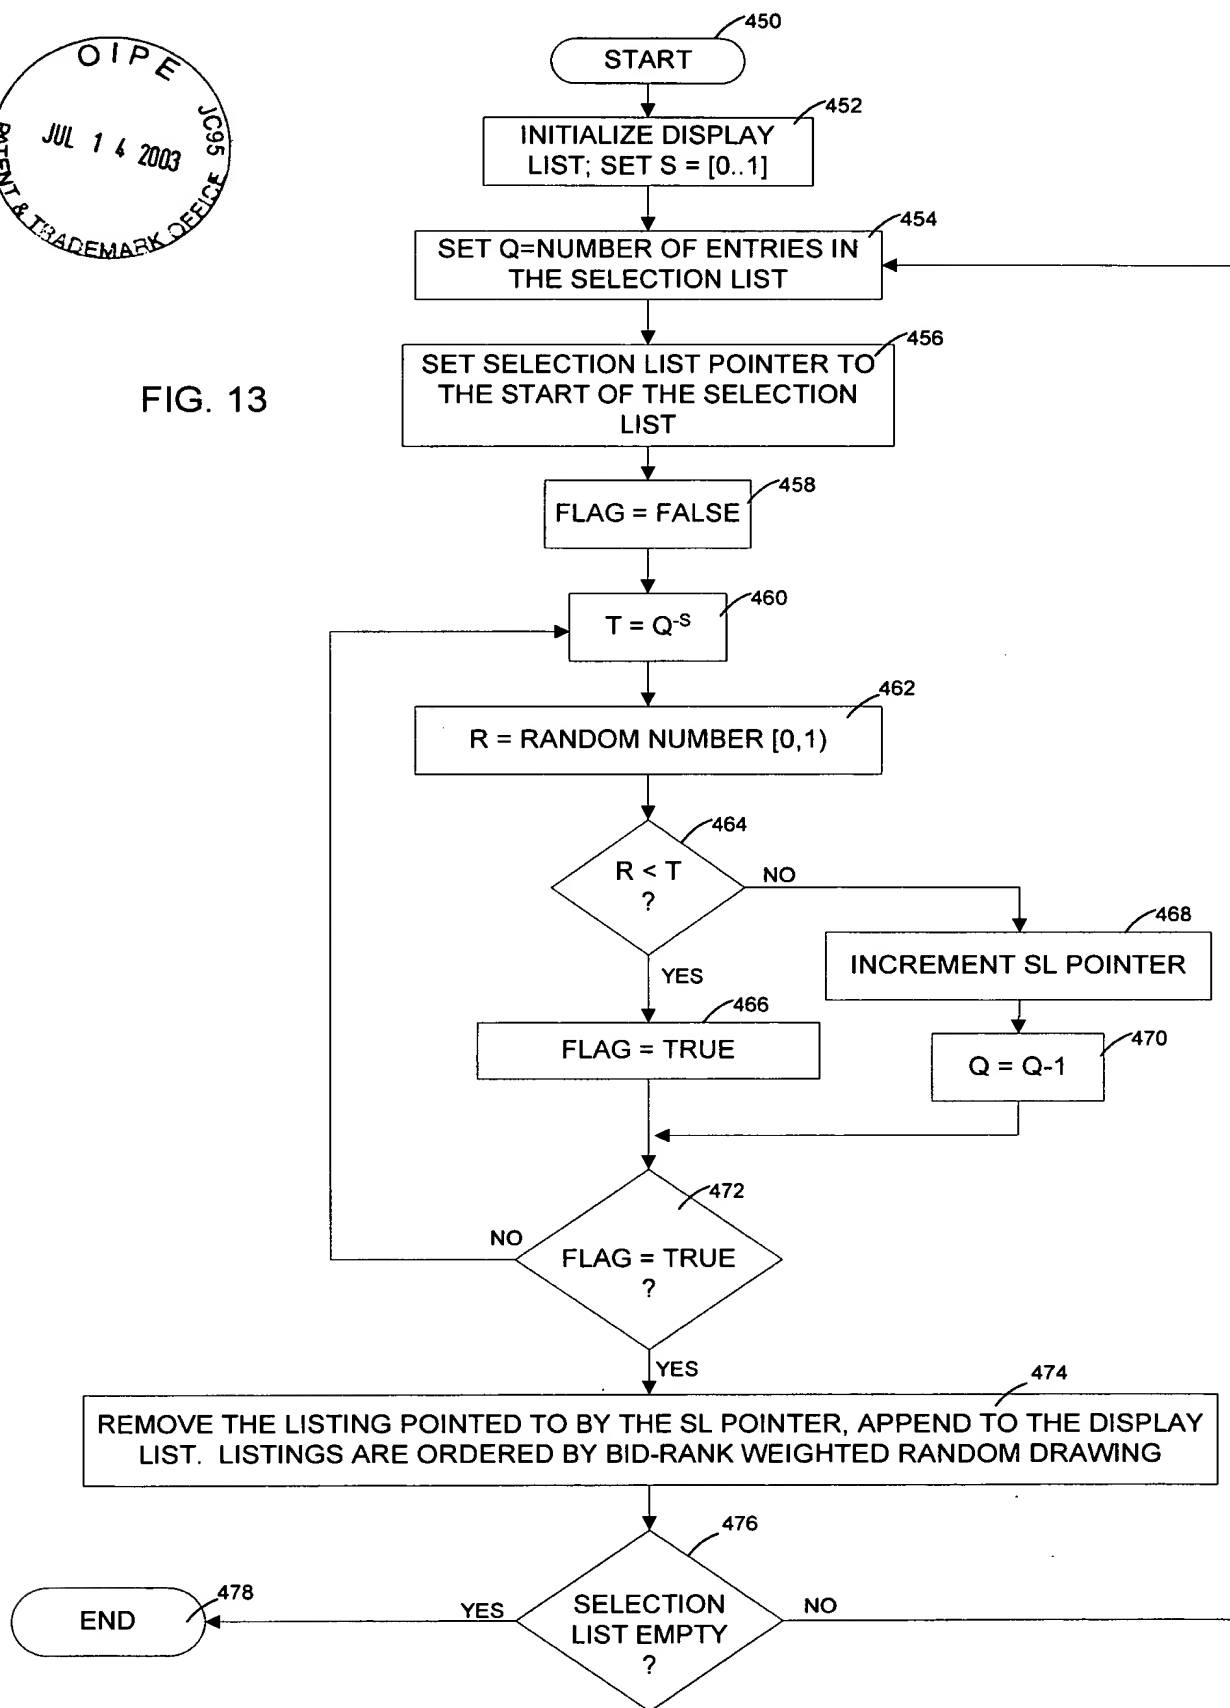 OIPE
JC95
JUL 14 2003
PATENT & TRADEMARK OFFICE
FIG. 13
450
START
452
INITIALIZE DISPLAY
LIST; SET S = [0..1]
454
SET Q=NUMBER OF ENTRIES IN
THE SELECTION LIST
456
SET SELECTION LIST POINTER TO
THE START OF THE SELECTION
LIST
458
FLAG = FALSE
460
T = Q⁻ˢ
462
R = RANDOM NUMBER [0,1)
464
R < T
?
NO
YES
468
INCREMENT SL POINTER
466
FLAG = TRUE
470
Q = Q-1
472
FLAG = TRUE
?
NO
YES
474
REMOVE THE LISTING POINTED TO BY THE SL POINTER, APPEND TO THE DISPLAY
LIST. LISTINGS ARE ORDERED BY BID-RANK WEIGHTED RANDOM DRAWING
476
SELECTION
LIST EMPTY
?
YES
NO
478
END